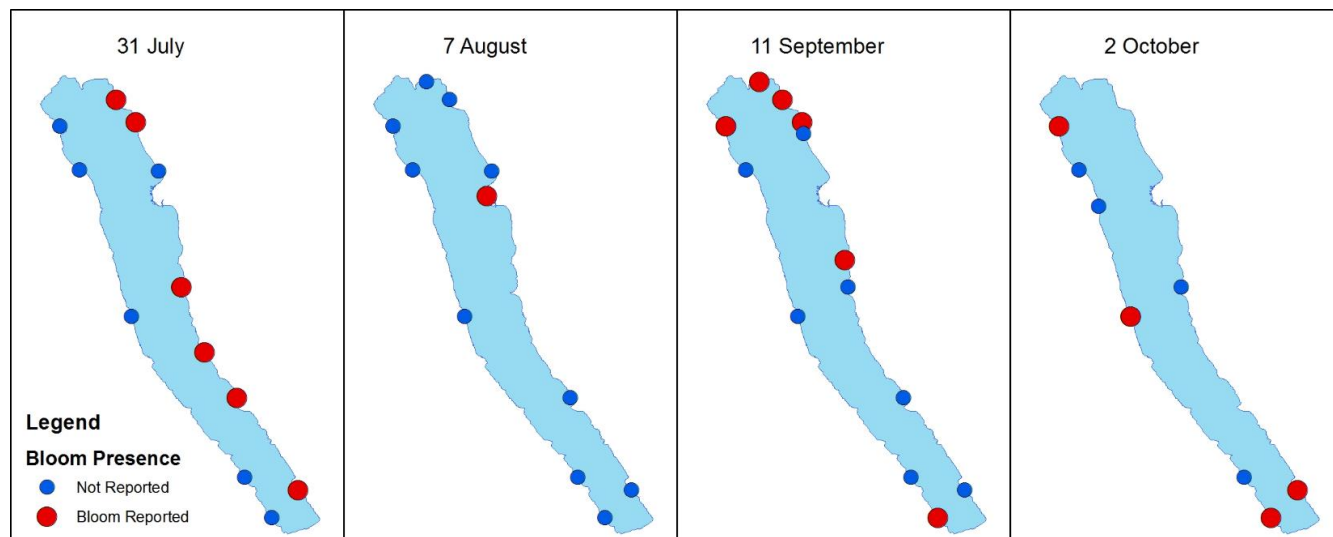 31 July
7 August
11 September
2 October
Legend
Bloom Presence
Not Reported
Bloom Reported